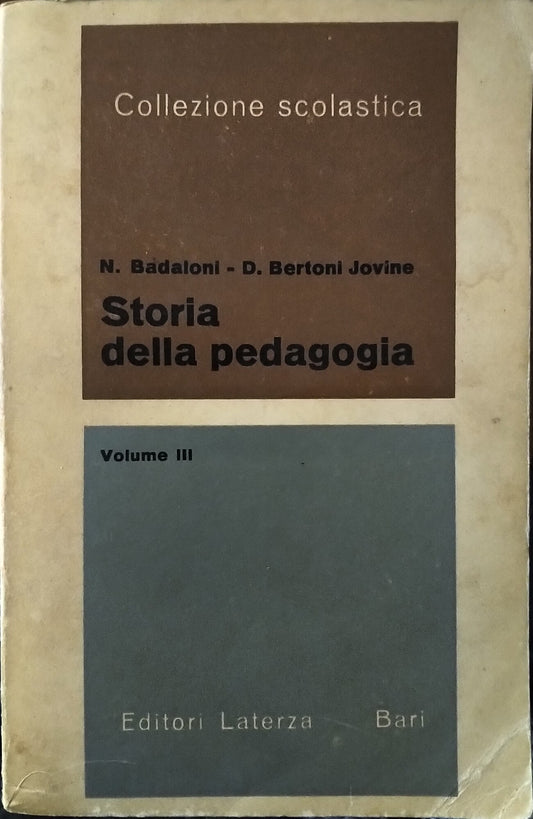 Collezione scolastica
N. Badaloni - D. Bertoni Jovine
Storia
della pedagogia
Volume III
Editori Laterza Bari